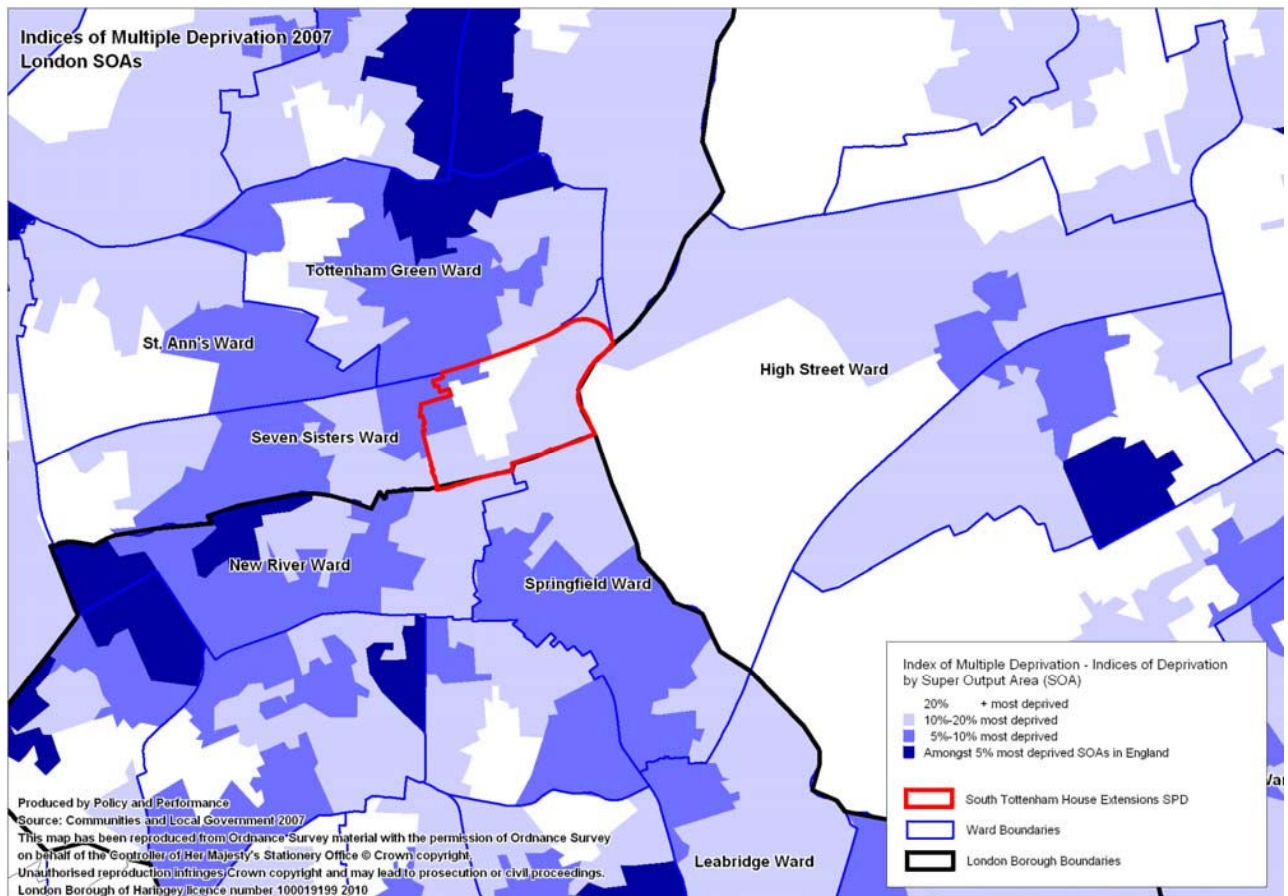 Indices of Multiple Deprivation 2007
London SOAs
Tottenham Green Ward
St. Ann's Ward
High Street Ward
Seven Sisters Ward
New River Ward
Springfield Ward
Leabridge Ward
Index of Multiple Deprivation - Indices of Deprivation
by Super Output Area (SOA)
20% + most deprived
10%-20% most deprived
5%-10% most deprived
Amongst 5% most deprived SOAs in England
South Tottenham House Extensions SPD
Ward Boundaries
London Borough Boundaries
Produced by Policy and Performance
Source: Communities and Local Government 2007
This map has been reproduced from Ordnance Survey material with the permission of Ordnance Survey
on behalf of the Controller of Her Majesty's Stationery Office © Crown copyright.
Unauthorised reproduction infringes Crown copyright and may lead to prosecution or civil proceedings.
London Borough of Haringey licence number 100019199 2010